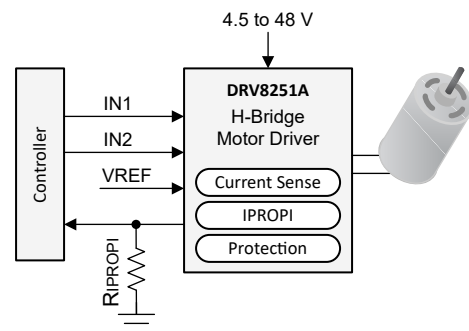 4.5 to 48 V
DRV8251A
H-Bridge
Motor Driver
Controller
IN1
IN2
VREF
Current Sense
IPROPI
Protection
RIPROPI